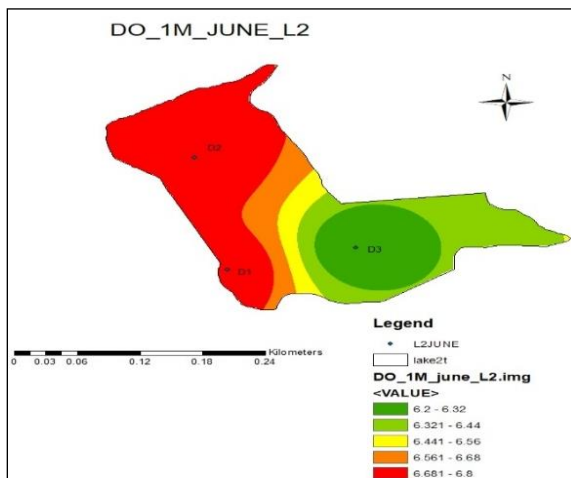 DO_1M_JUNE_L2
N
D2
D3
D1
Legend
L2JUNE
lake2t
Kilometers
0 0.03 0.06 0.12 0.18 0.24
DO_1M_june_L2.img
<VALUE>
6.2 - 6.32
6.321 - 6.44
6.441 - 6.56
6.561 - 6.68
6.681 - 6.8